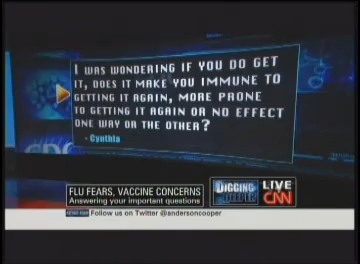 I WAS WONDERING IF YOU DO GET
IT, DOES IT MAKE YOU IMMUNE TO
GETTING IT AGAIN, MORE PRONE
TO GETTING IT AGAIN OR NO EFFECT
ONE WAY OR THE OTHER?
- Cynthia
CDC
FLU FEARS, VACCINE CONCERNS
Answering your important questions
DIGGING
DEEPER
LIVE
CNN
Follow us on Twitter @andersoncooper